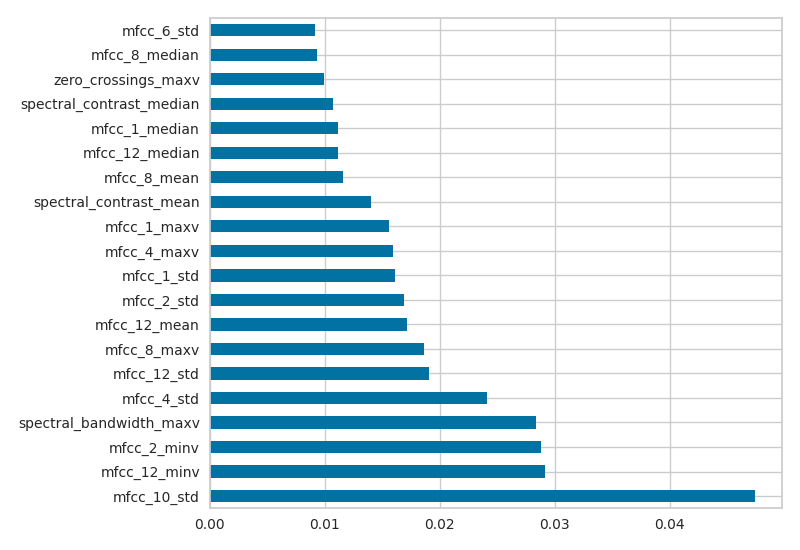 mfcc_6_std
mfcc_8_median
zero_crossings_maxv
spectral_contrast_median
mfcc_1_median
mfcc_12_median
mfcc_8_mean
spectral_contrast_mean
mfcc_1_maxv
mfcc_4_maxv
mfcc_1_std
mfcc_2_std
mfcc_12_mean
mfcc_8_maxv
mfcc_12_std
mfcc_4_std
spectral_bandwidth_maxv
mfcc_2_minv
mfcc_12_minv
mfcc_10_std
0.00 0.01 0.02 0.03 0.04